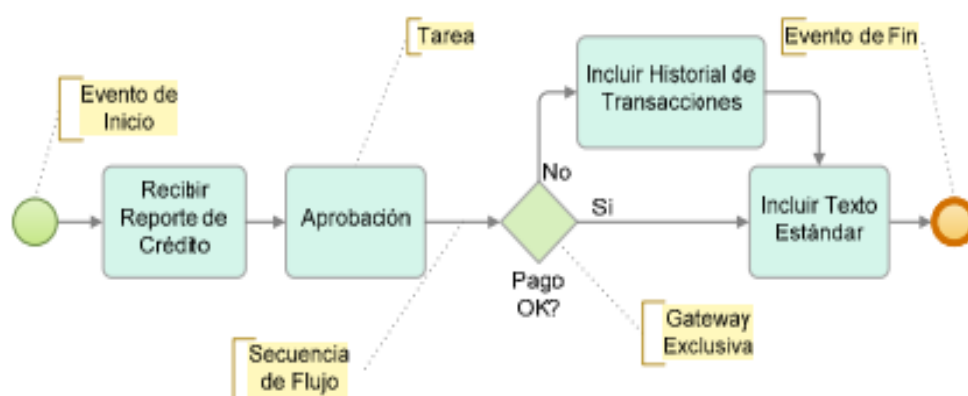 Tarea
Evento de Fin
Incluir Historial de
Transacciones
Evento de
Inicio
No
Recibir
Reporte de
Crédito
Aprobación
Si
Incluir Texto
Estándar
Pago
OK?
Gateway
Exclusiva
Secuencia
de Flujo